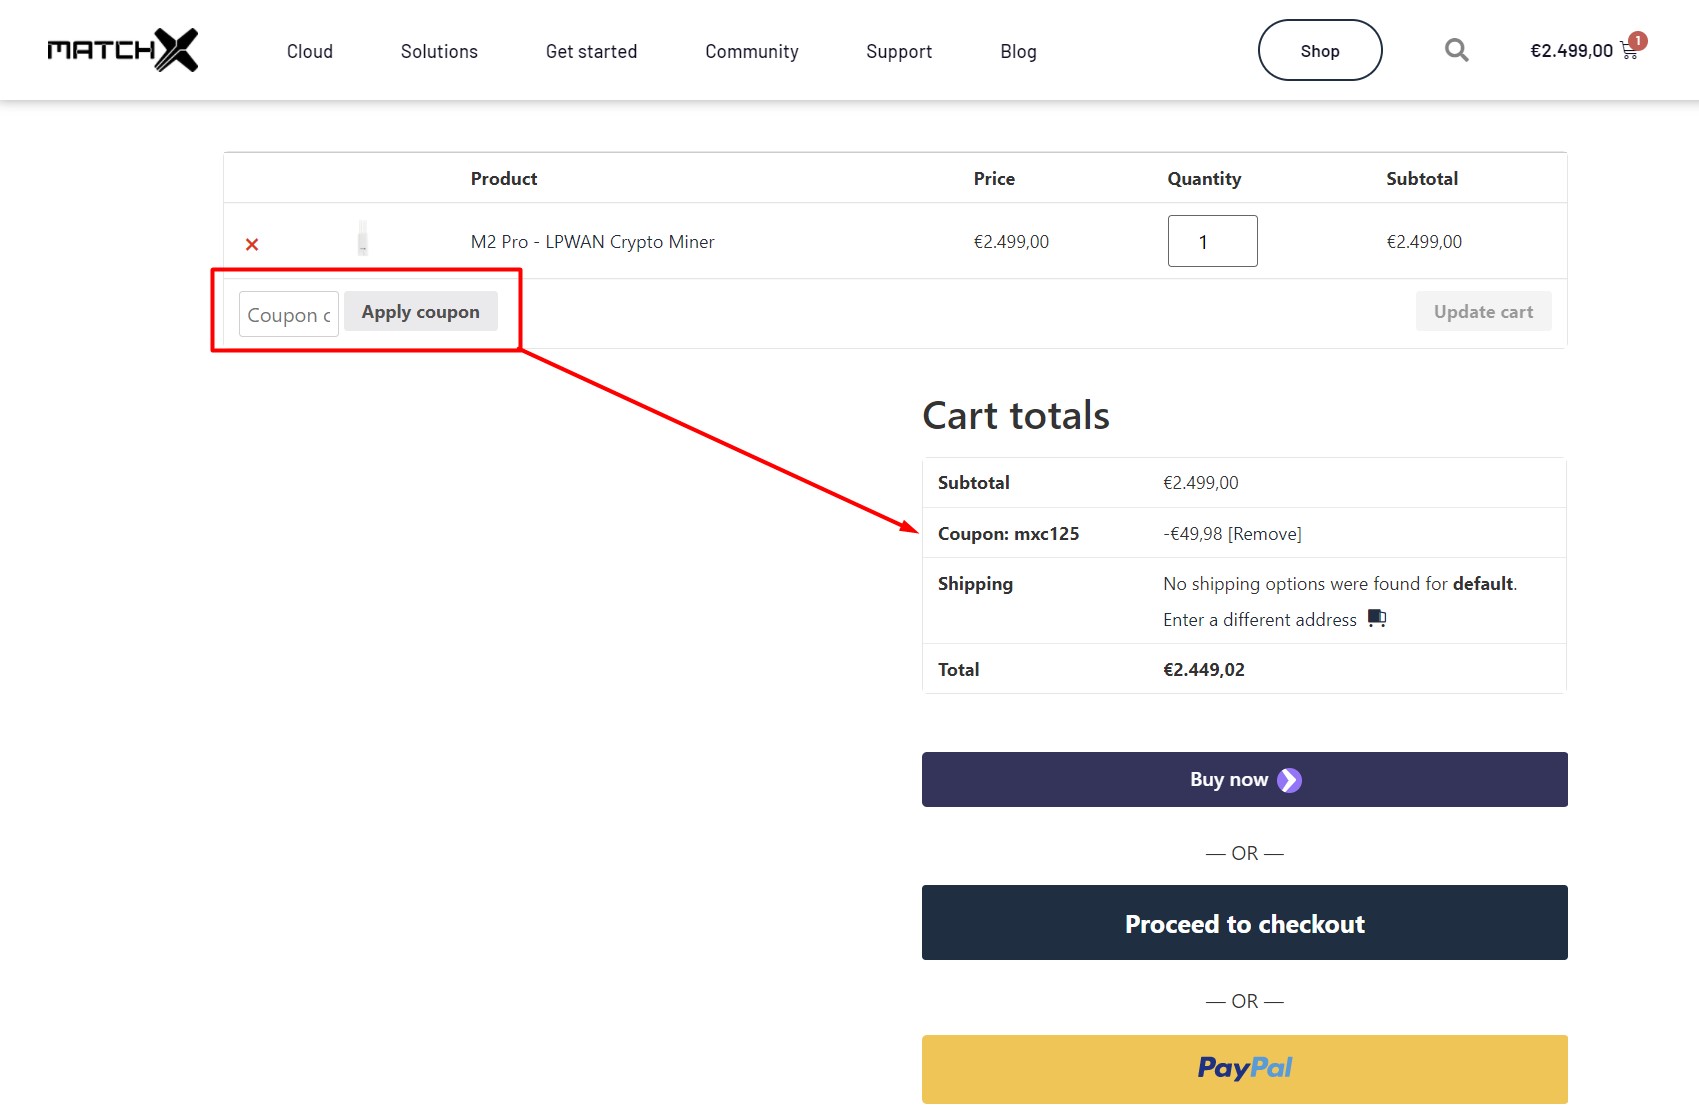 MATCHX Cloud Solutions Get started Community Support Blog Shop €2.499,00 1
Product Price Quantity Subtotal
× M2 Pro - LPWAN Crypto Miner €2.499,00 1 €2.499,00
Coupon c Apply coupon Update cart
Cart totals
Subtotal €2.499,00
Coupon: mxc125 -€49,98 [Remove]
Shipping No shipping options were found for default.
Enter a different address
Total €2.449,02
Buy now
— OR —
Proceed to checkout
— OR —
PayPal